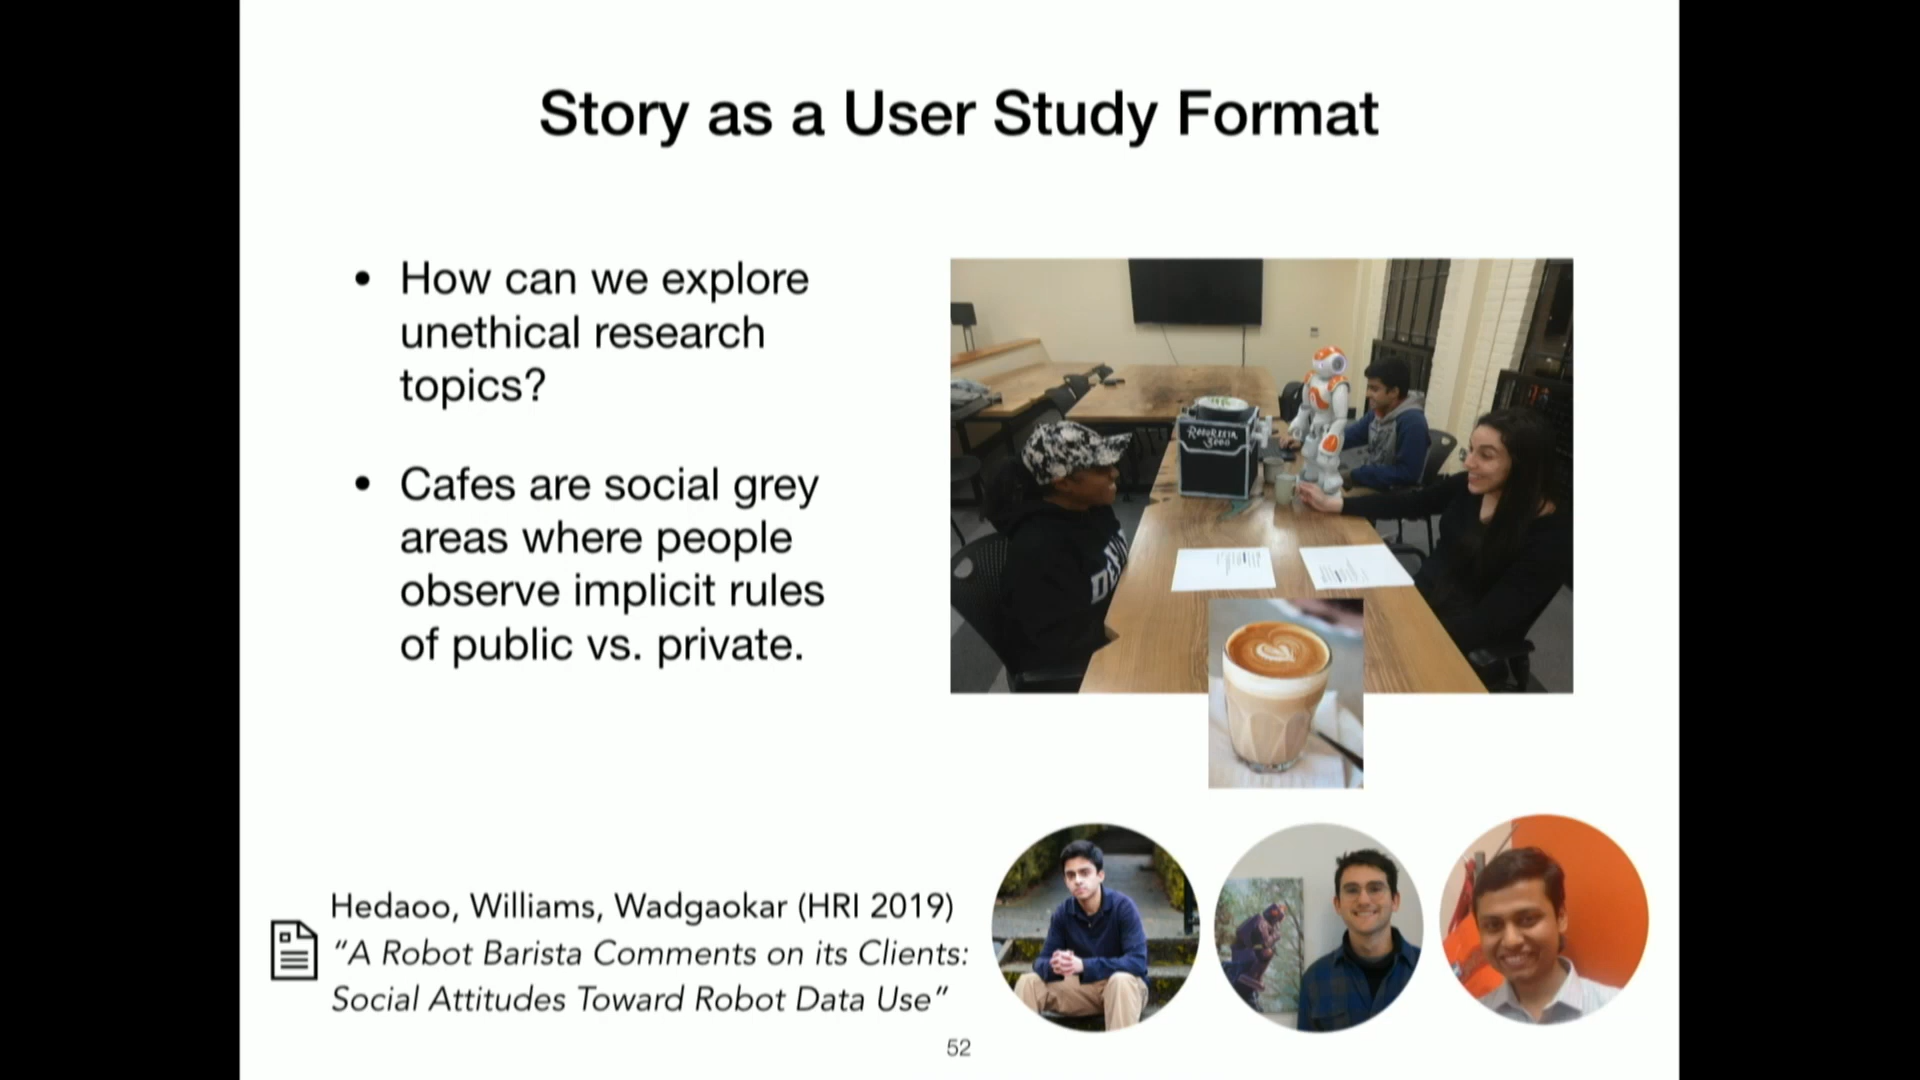 Story as a User Study Format
• How can we explore
unethical research
topics?
• Cafes are social grey
areas where people
observe implicit rules
of public vs. private.
Hedaoo, Williams, Wadgaokar (HRI 2019)
“A Robot Barista Comments on its Clients:
Social Attitudes Toward Robot Data Use”
52